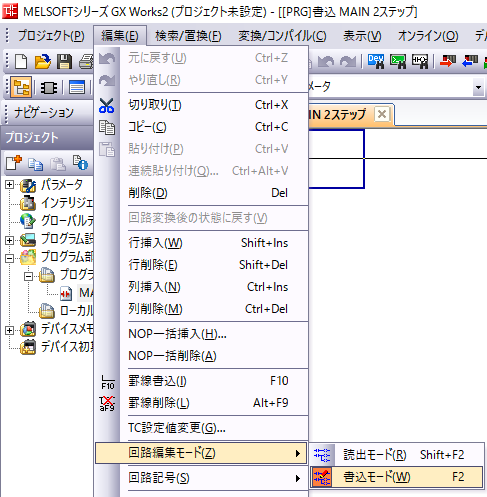 MELSOFTシリーズ GX Works2 (プロジェクト未設定) - [[PRG]書込 MAIN 2ステップ]
プロジェクト(P) 編集(E) 検索/置換(F) 変換/コンパイル(C) 表示(V) オンライン(O) デ
元に戻す(U) Ctrl+Z
やり直し(R) Ctrl+Y
メータ
ナビゲーション
切り取り(T) Ctrl+X
IN 2ステップ
コピー(C) Ctrl+C
プロジェクト
貼り付け(P) Ctrl+V
連続貼り付け(Q)... Ctrl+Alt+V
パラメータ
削除(D) Del
インテリジェ
グローバルデ
回路変換後の状態に戻す(V)
プログラム設
行挿入(W) Shift+Ins
プログラム部
行削除(E) Shift+Del
プログラ
列挿入(N) Ctrl+Ins
MA
列削除(M) Ctrl+Del
ローカル
デバイスメモ
NOP一括挿入(H)...
デバイス初期
NOP一括削除(A)
F10
罫線書込(I) F10
aF9
罫線削除(L) Alt+F9
TC設定値変更(G)...
回路編集モード(Z)
読出モード(R) Shift+F2
回路記号(S)
書込モード(W) F2